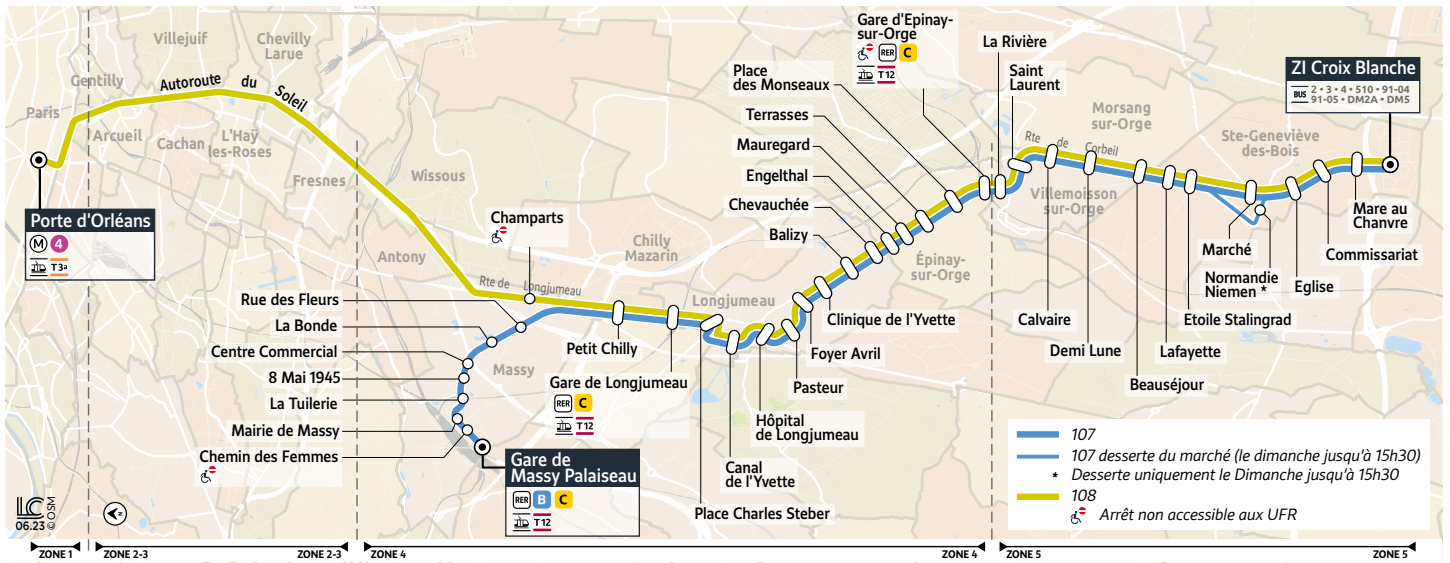 Villejuif
Chevilly
Larue
Gentilly
Autoroute du Soleil
Paris
Arcueil
Cachan
L'Haÿ
les-Roses
Fresnes
Wissous
Antony
Porte d'Orléans
M 4
T3a
Champarts
Rte de Longjumeau
Chilly
Mazarin
Longjumeau
Massy
Rue des Fleurs
La Bonde
Centre Commercial
8 Mai 1945
La Tuilerie
Mairie de Massy
Chemin des Femmes
Gare de
Massy Palaiseau
RER B C
T12
Petit Chilly
Gare de Longjumeau
RER C
T12
Place Charles Steber
Canal
de l'Yvette
Hôpital
de Longjumeau
Pasteur
Foyer Avril
Clinique de l'Yvette
Balizy
Chevauchée
Engelthal
Mauregard
Terrasses
Place
des Monseaux
Gare d'Epinay-
sur-Orge
RER C
T12
Épinay-
sur-Orge
La Rivière
Saint
Laurent
Rte de Corbeil
Morsang
sur-Orge
Villemoisson
sur-Orge
Ste-Geneviève
des-Bois
Calvaire
Demi Lune
Beauséjour
Lafayette
Etoile Stalingrad
Marché
Normandie
Niemen *
Eglise
Commissariat
Mare au
Chanvre
ZI Croix Blanche
BUS 2 • 3 • 4 • 510 • 91-04
91-05 • DM2A • DM5
107
107 desserte du marché (le dimanche jusqu'à 15h30)
* Desserte uniquement le Dimanche jusqu'à 15h30
108
Arrêt non accessible aux UFR
LC
06.23 © OSM
N
ZONE 1
ZONE 2-3 ZONE 2-3
ZONE 4 ZONE 4
ZONE 5 ZONE 5